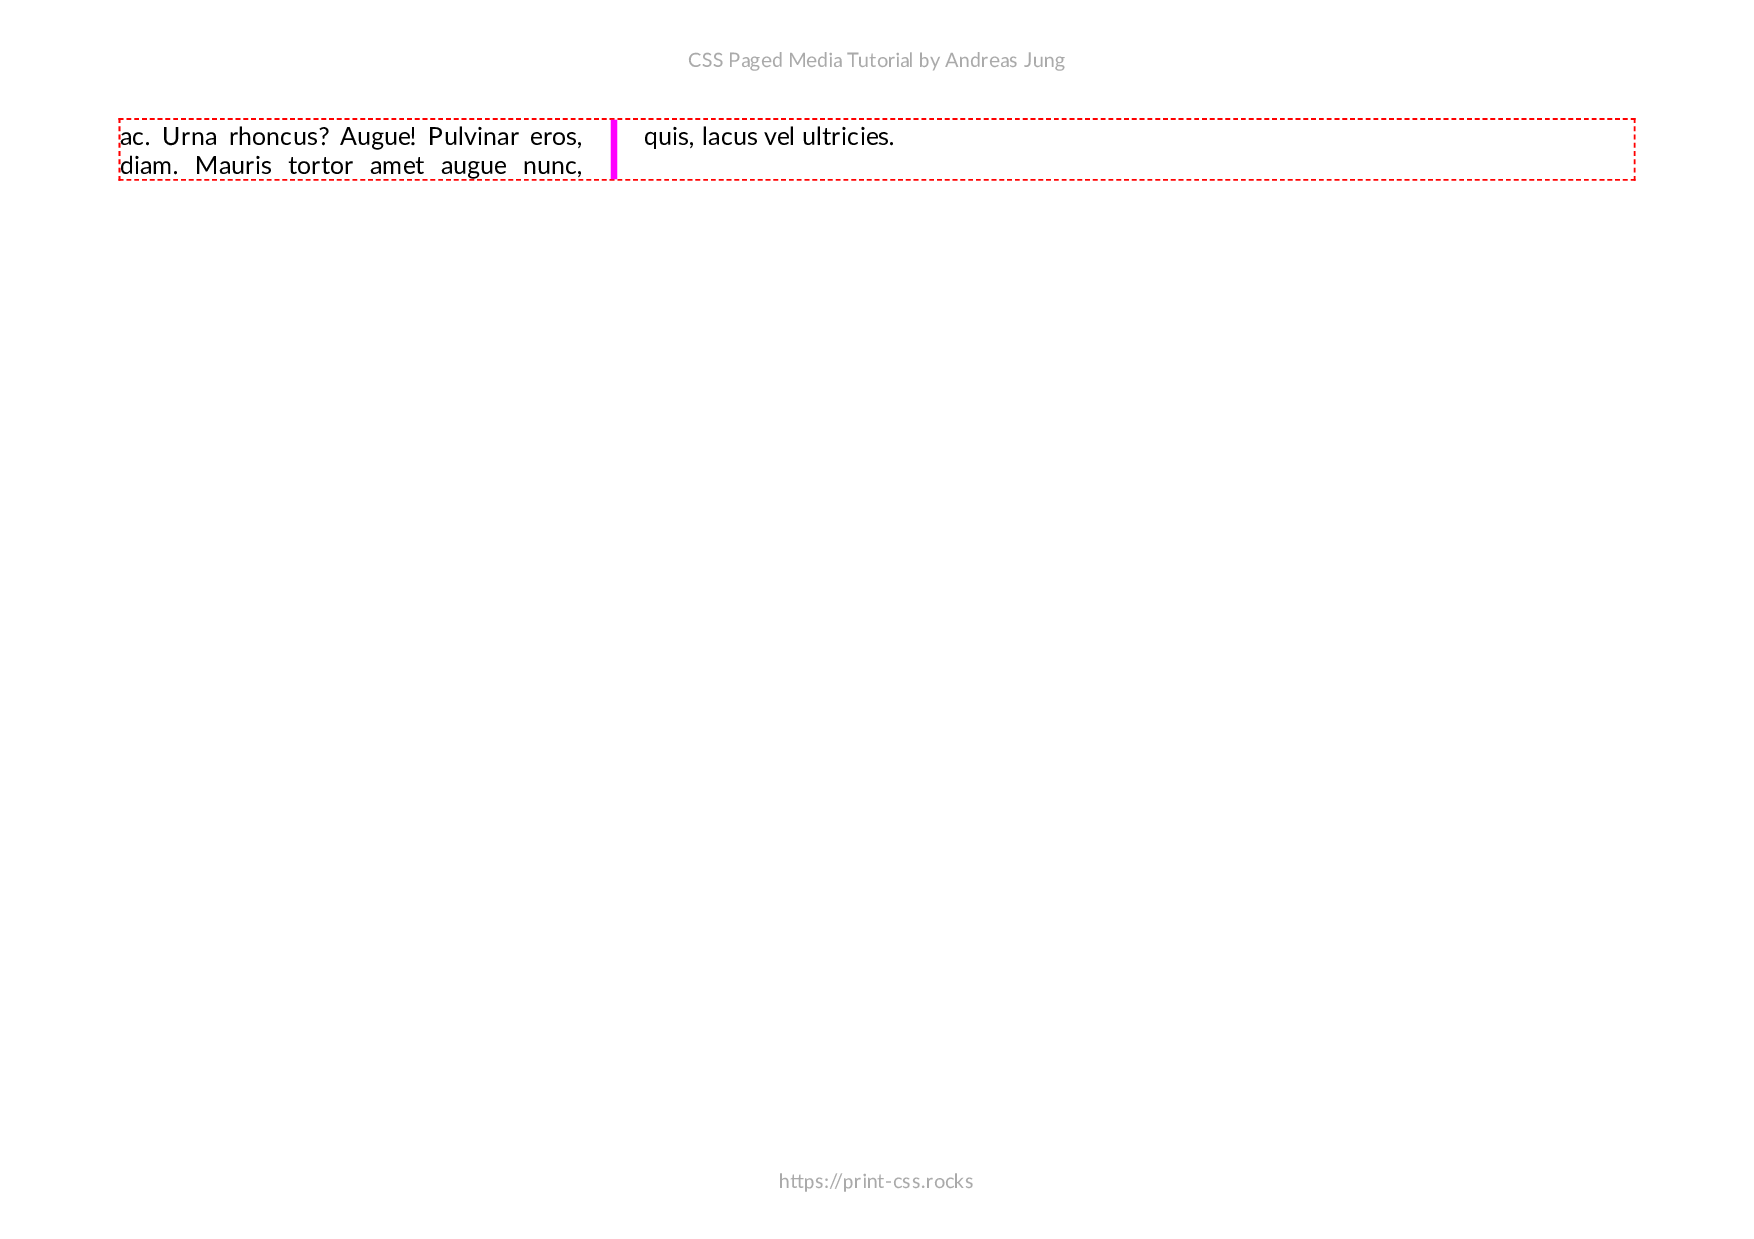 CSS Paged Media Tutorial by Andreas Jung
ac. Urna rhoncus? Augue! Pulvinar eros,
diam. Mauris tortor amet augue nunc,
quis, lacus vel ultricies.
https://print-css.rocks